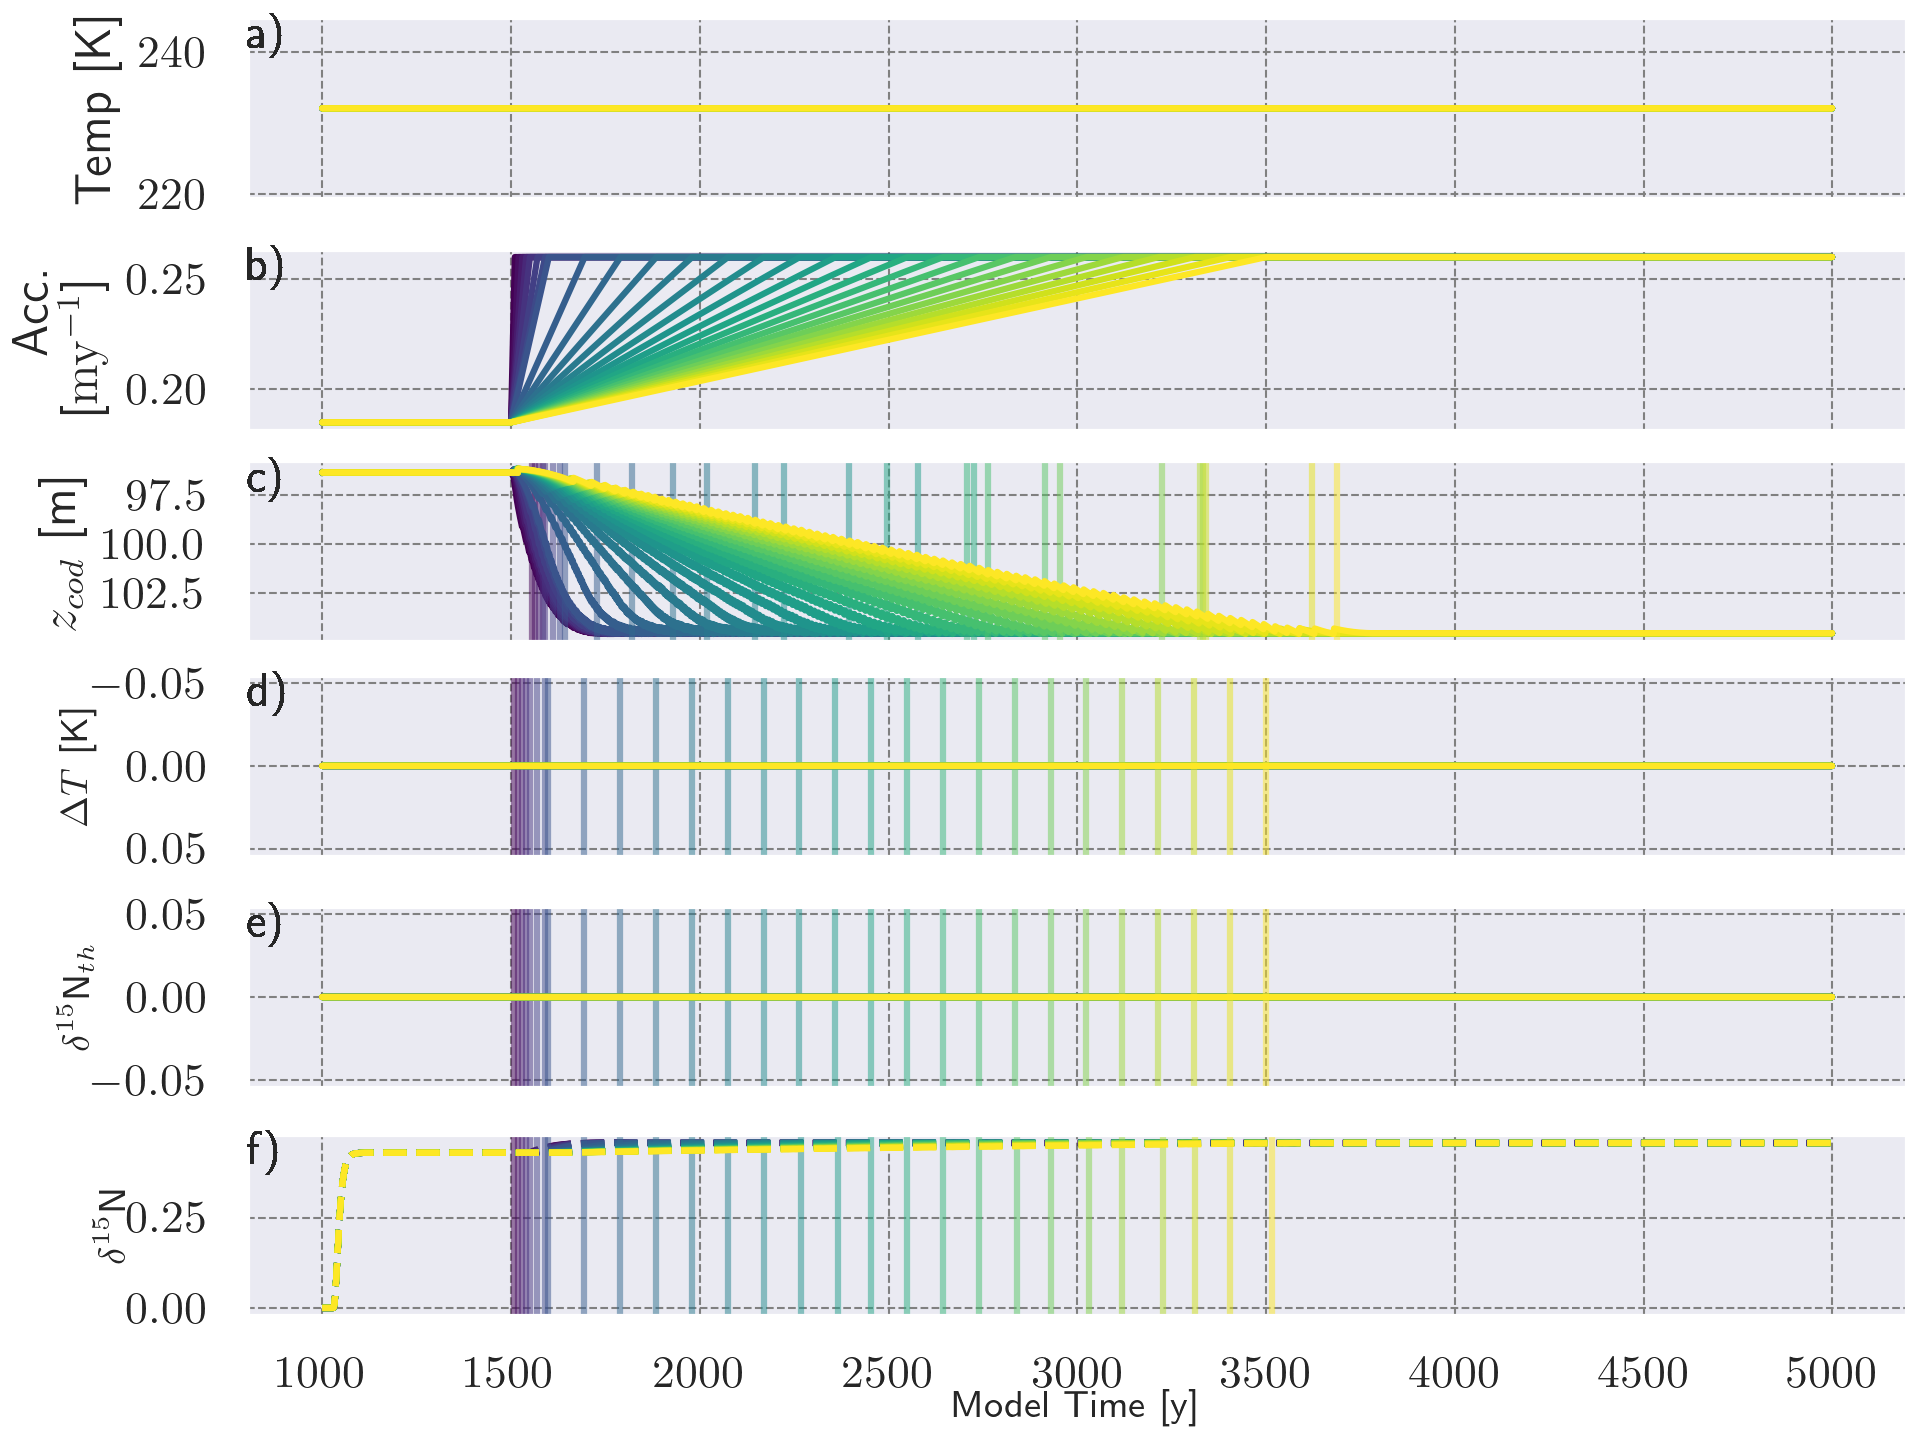 a)
Temp [K]
240
220
b)
Acc.
[my⁻¹]
0.25
0.20
c)
z_cod [m]
97.5
100.0
102.5
d)
ΔT [K]
−0.05
0.00
0.05
e)
δ¹⁵N_th
0.05
0.00
−0.05
f)
δ¹⁵N
0.25
0.00
1000 1500 2000 2500 3000 3500 4000 4500 5000
Model Time [y]